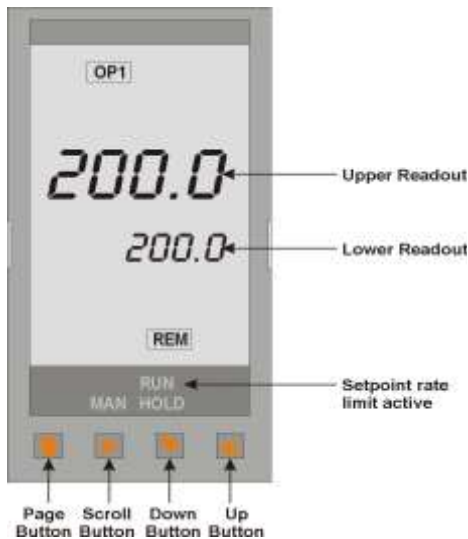 OP1
200.0
Upper Readout
200.0
Lower Readout
REM
RUN
MAN HOLD
Setpoint rate
limit active
Page Scroll Down Up
Button Button Button Button